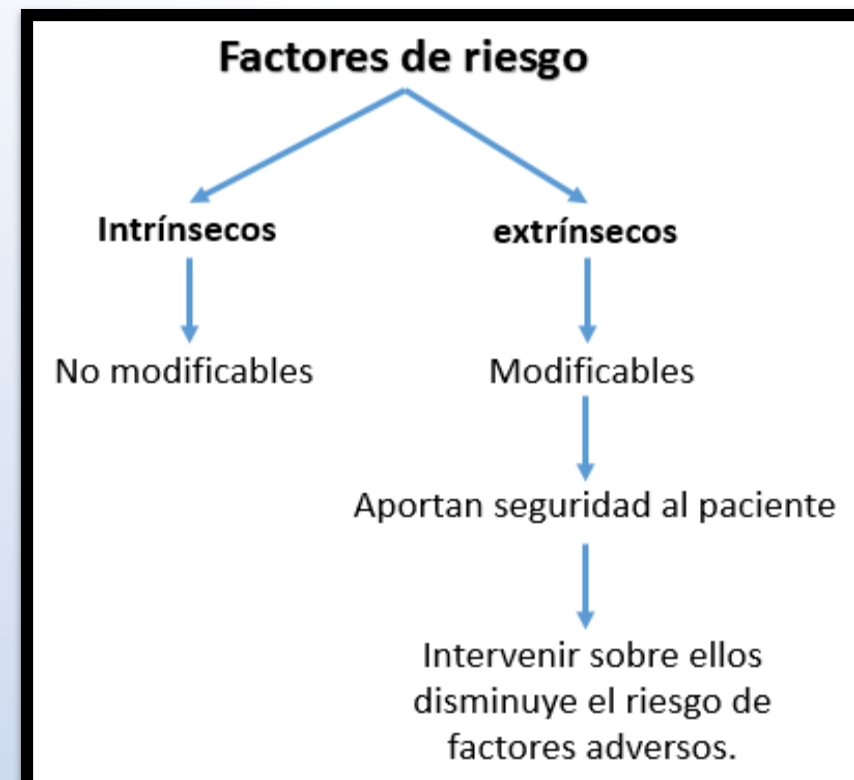 Factores de riesgo
Intrínsecos
extrínsecos
No modificables
Modificables
Aportan seguridad al paciente
Intervenir sobre ellos
disminuye el riesgo de
factores adversos.